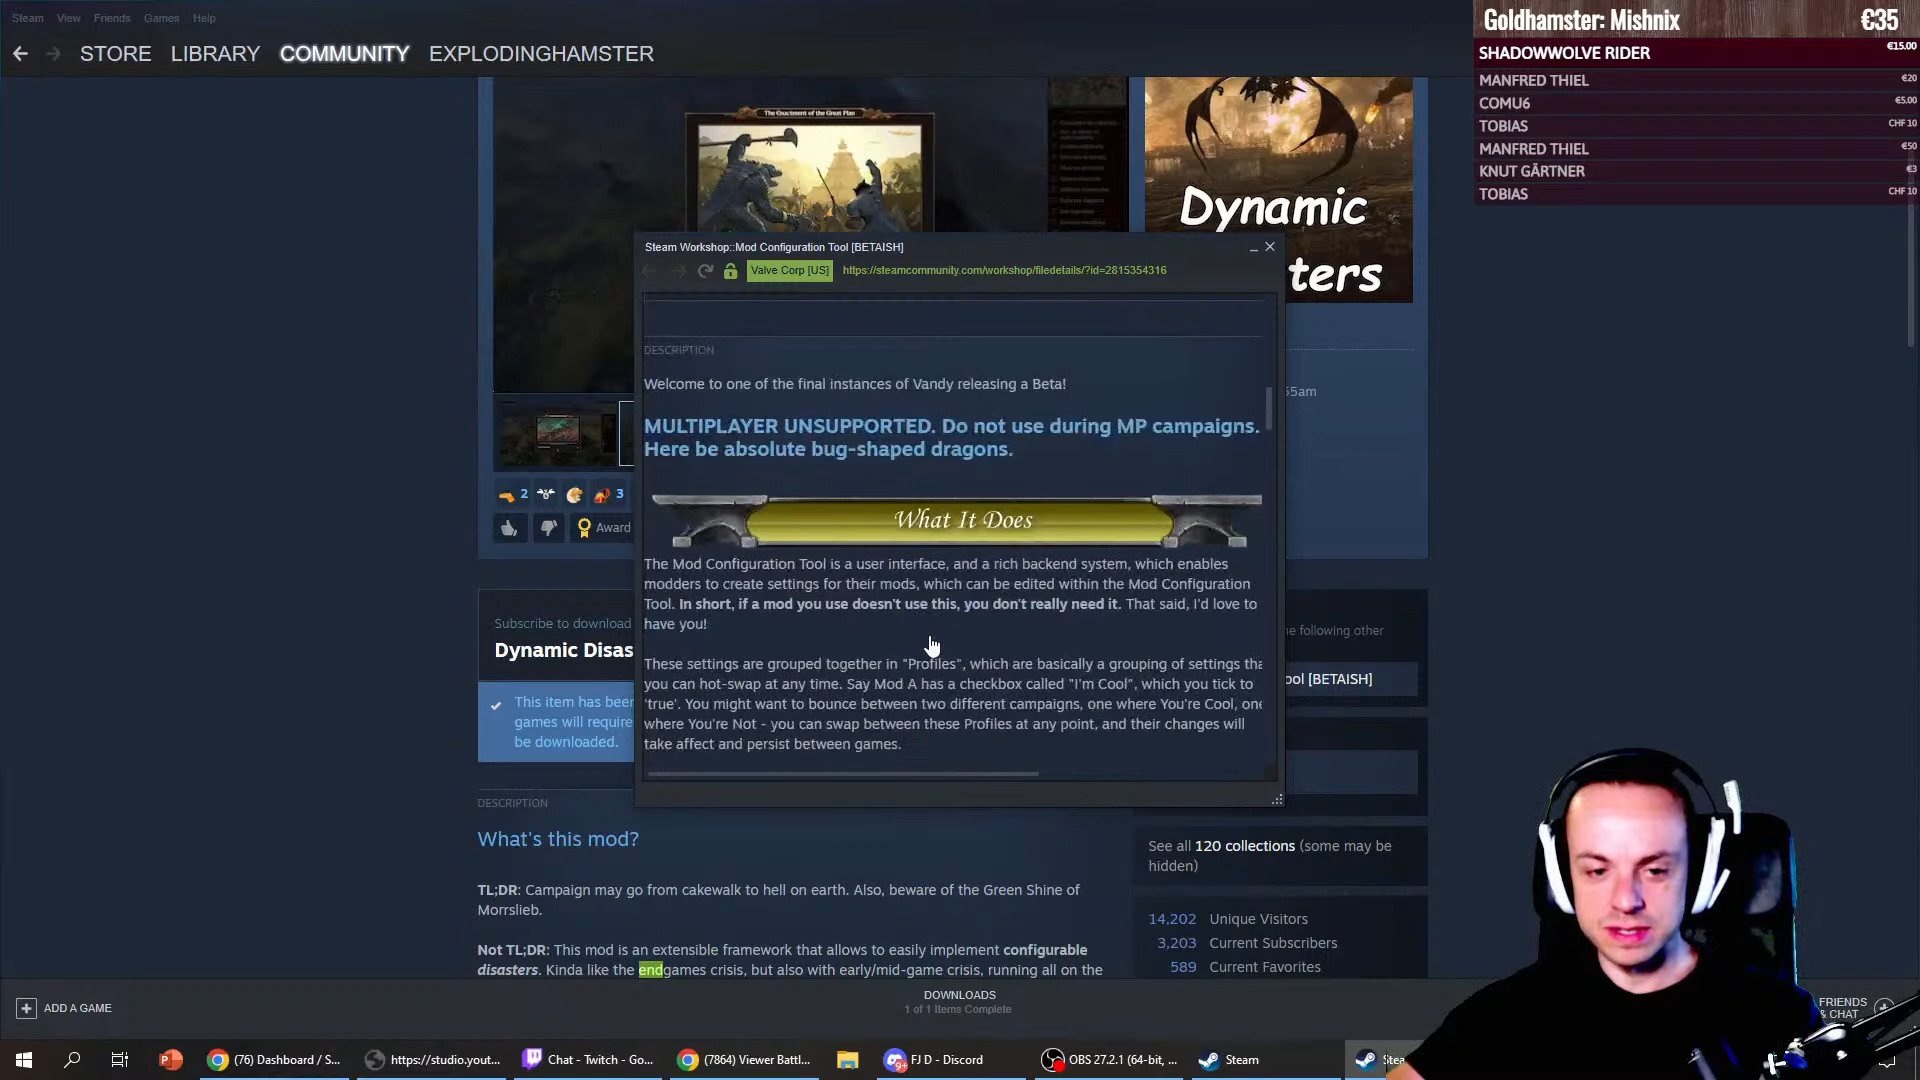 Steam View Friends Games Help
STORE LIBRARY COMMUNITY EXPLODINGHAMSTER
Goldhamster: Mishnix €35
SHADOWWOLVE RIDER €15.00
MANFRED THIEL €20
COMU6 €5.00
TOBIAS CHF 10
MANFRED THIEL €50
KNUT GÄRTNER €3
TOBIAS CHF 10
The Enactment of the Great Plan
Dynamic
ters
Steam Workshop::Mod Configuration Tool [BETAISH]
Valve Corp [US] https://steamcommunity.com/workshop/filedetails/?id=2815354316
DESCRIPTION
Welcome to one of the final instances of Vandy releasing a Beta!
MULTIPLAYER UNSUPPORTED. Do not use during MP campaigns.
Here be absolute bug-shaped dragons.
What It Does
The Mod Configuration Tool is a user interface, and a rich backend system, which enables
modders to create settings for their mods, which can be edited within the Mod Configuration
Tool. In short, if a mod you use doesn't use this, you don't really need it. That said, I'd love to
have you!
These settings are grouped together in "Profiles", which are basically a grouping of settings tha
you can hot-swap at any time. Say Mod A has a checkbox called "I'm Cool", which you tick to
'true'. You might want to bounce between two different campaigns, one where You're Cool, one
where You're Not - you can swap between these Profiles at any point, and their changes will
take affect and persist between games.
55am
2 3
Award
Subscribe to download
Dynamic Disas
This item has been
games will require
be downloaded.
he following other
ool [BETAISH]
DESCRIPTION
What's this mod?
TL;DR: Campaign may go from cakewalk to hell on earth. Also, beware of the Green Shine of
Morrslieb.
Not TL;DR: This mod is an extensible framework that allows to easily implement configurable
disasters. Kinda like the endgames crisis, but also with early/mid-game crisis, running all on the
See all 120 collections (some may be
hidden)
14,202 Unique Visitors
3,203 Current Subscribers
589 Current Favorites
ADD A GAME
DOWNLOADS
1 of 1 Items Complete
FRIENDS
& CHAT
(76) Dashboard / S...
https://studio.yout...
Chat - Twitch - Go...
(7864) Viewer Battl...
FJ D - Discord
OBS 27.2.1 (64-bit, ...
Steam
Stea